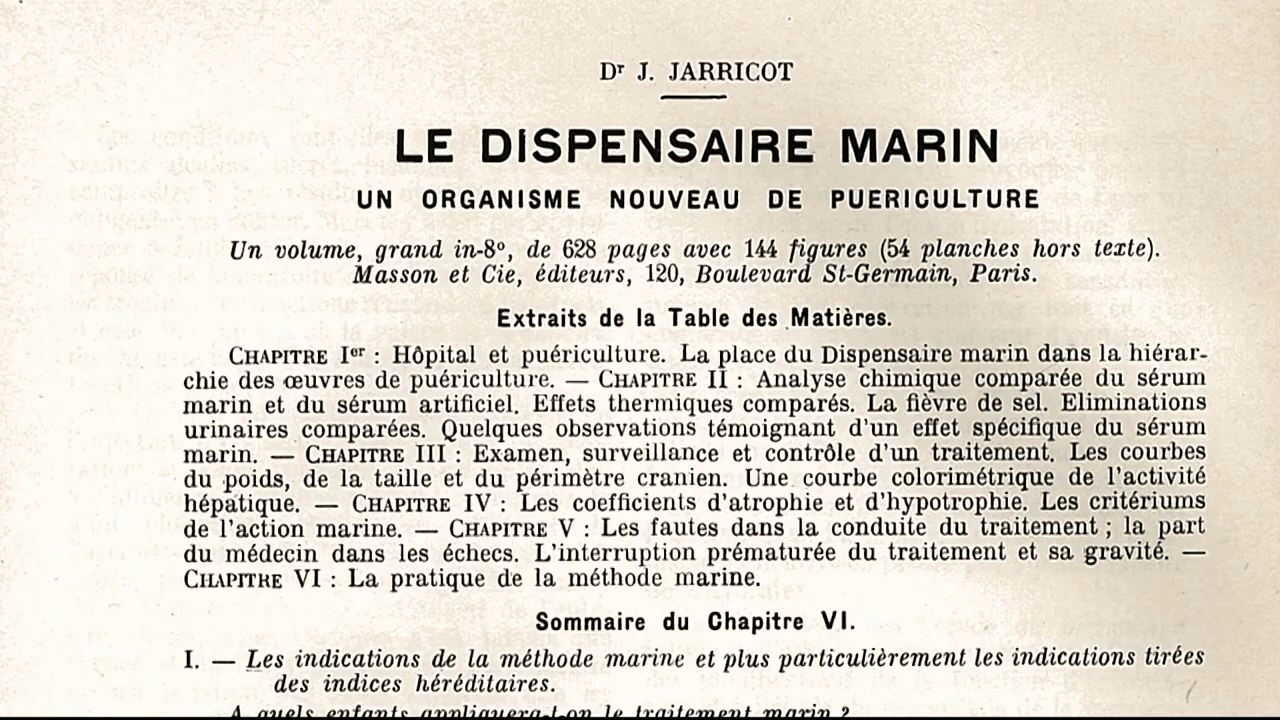 Dr J. JARRICOT
LE DISPENSAIRE MARIN
UN ORGANISME NOUVEAU DE PUERICULTURE
Un volume, grand in-8º, de 628 pages avec 144 figures (54 planches hors texte).
Masson et Cie, éditeurs, 120, Boulevard St-Germain, Paris.
Extraits de la Table des Matières.
CHAPITRE Ier : Hôpital et puériculture. La place du Dispensaire marin dans la hiérar-
chie des œuvres de puériculture. — CHAPITRE II : Analyse chimique comparée du sérum
marin et du sérum artificiel. Effets thermiques comparés. La fièvre de sel. Eliminations
urinaires comparées. Quelques observations témoignant d'un effet spécifique du sérum
marin. — CHAPITRE III : Examen, surveillance et contrôle d'un traitement. Les courbes
du poids, de la taille et du périmètre cranien. Une courbe colorimétrique de l'activité
hépatique. — CHAPITRE IV : Les coefficients d'atrophie et d'hypotrophie. Les critériums
de l'action marine. — CHAPITRE V : Les fautes dans la conduite du traitement ; la part
du médecin dans les échecs. L'interruption prématurée du traitement et sa gravité. —
CHAPITRE VI : La pratique de la méthode marine.
Sommaire du Chapitre VI.
I. — Les indications de la méthode marine et plus particulièrement les indications tirées
des indices héréditaires.
A quels enfants appliquera-t-on le traitement marin ?